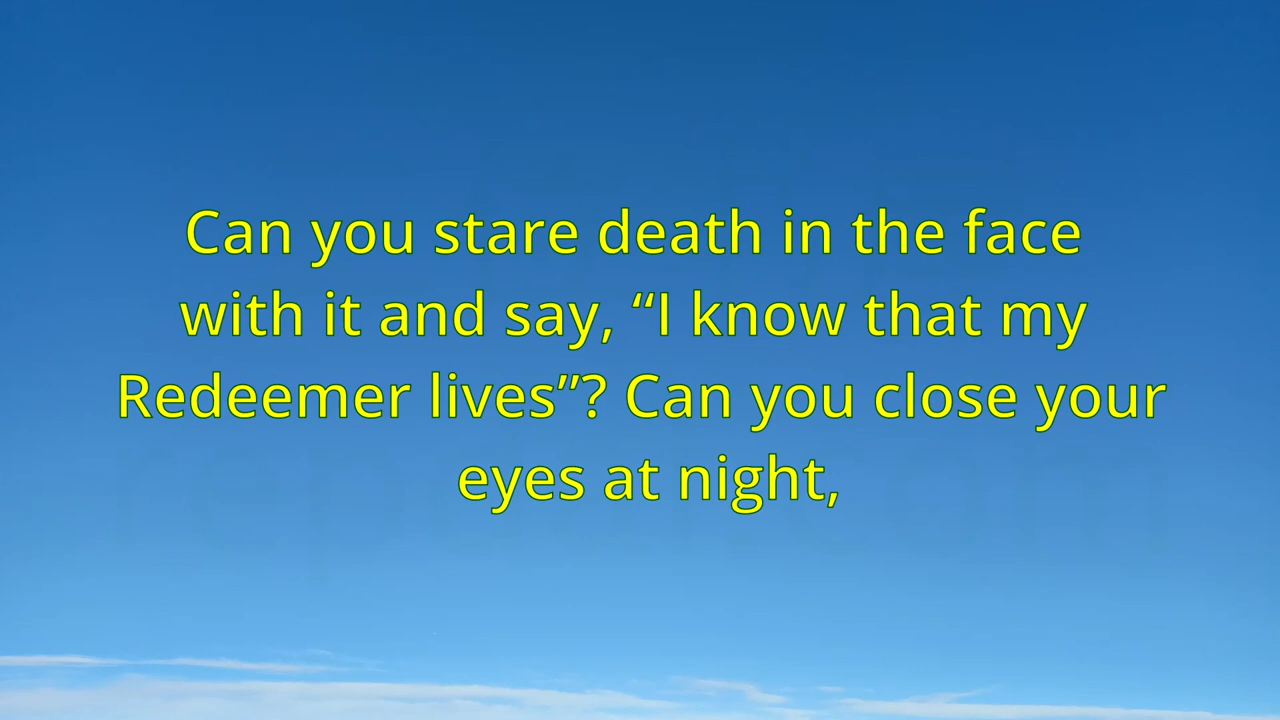 Can you stare death in the face
with it and say, “I know that my
Redeemer lives”? Can you close your
eyes at night,